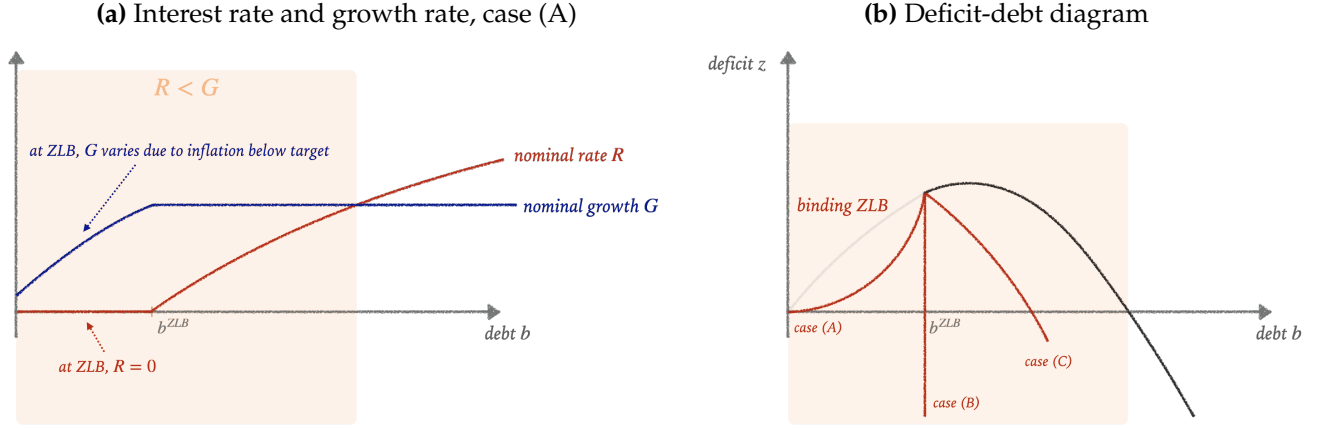 (a) Interest rate and growth rate, case (A)
R < G
at ZLB, G varies due to inflation below target
nominal rate R
nominal growth G
b^ZLB
debt b
at ZLB, R = 0
(b) Deficit-debt diagram
deficit z
binding ZLB
case (A)
b^ZLB
debt b
case (C)
case (B)